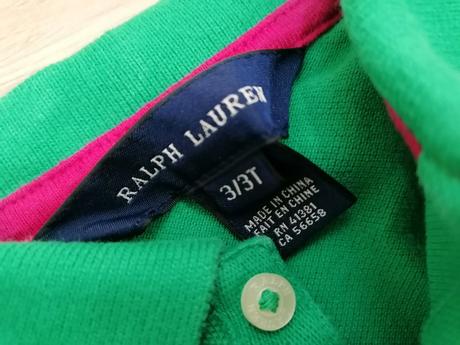 RALPH LAUREN
3/3T
MADE IN CHINA
FAIT EN CHINE
RN 41381
CA 56658